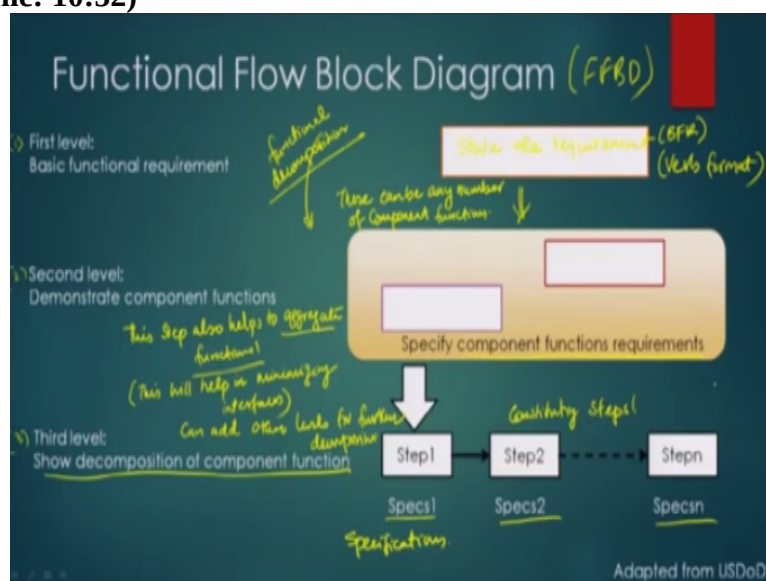 ne: 10:52)
Functional Flow Block Diagram (FFBD)
First level:
Basic functional requirement
functional
decomposition
State the requirement (BFR)
(Verb format)
These can be any number
of Component functions.
Second level:
Demonstrate component functions
This step also helps to aggregate
functions!
(This will help in minimizing
interfaces)
Specify component functions requirements
Can add other levels for further
decomposition
Third level:
Show decomposition of component function
Constituting Steps!
Step1
Step2
Stepn
Specs1
Specs2
Specsn
Specifications.
Adapted from USDoD